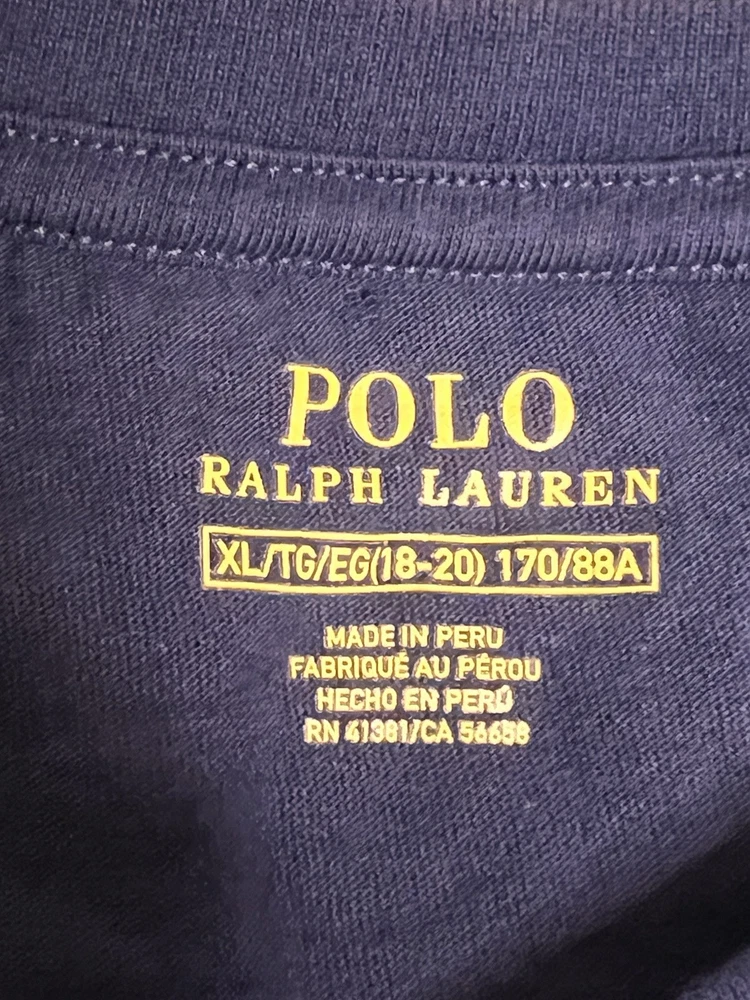 POLO
RALPH LAUREN
XL/TG/EG(18-20) 170/88A
MADE IN PERU
FABRIQUÉ AU PÉROU
HECHO EN PERÚ
RN 41381/CA 56658